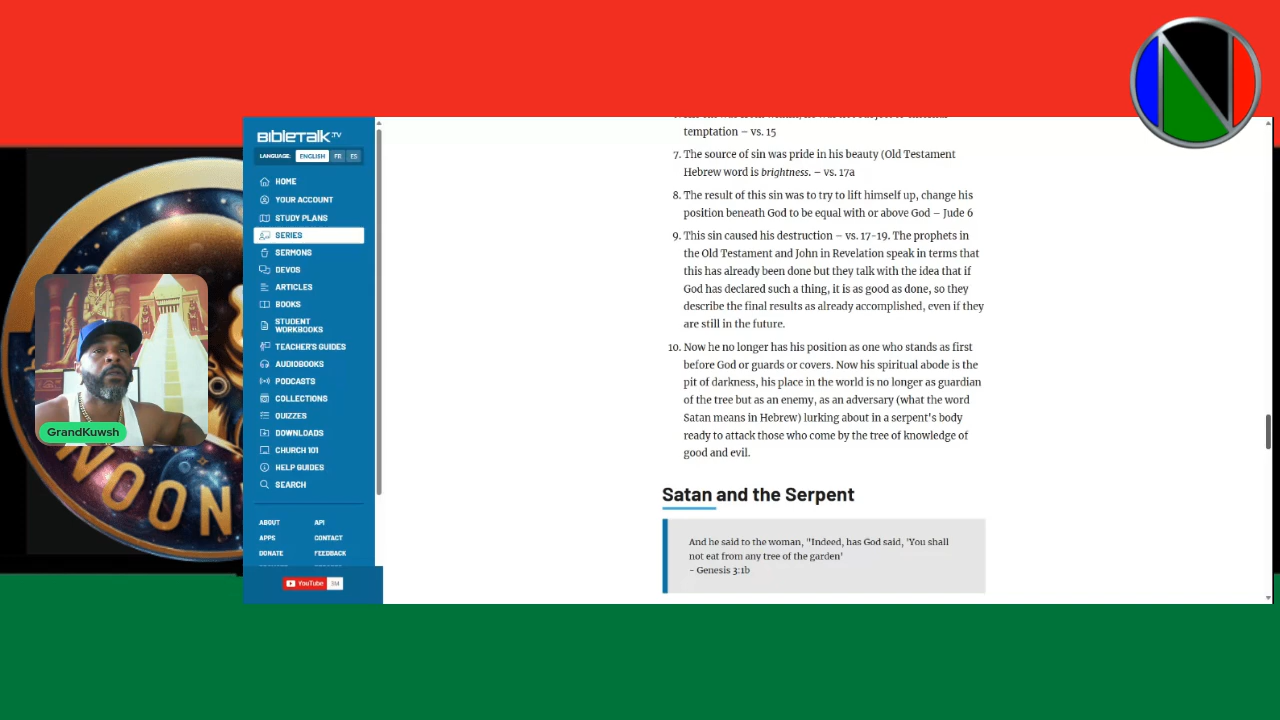 BIBLETALK.TV
LANGUAGE: ENGLISH FR ES
HOME
YOUR ACCOUNT
STUDY PLANS
SERIES
SERMONS
DEVOS
ARTICLES
BOOKS
STUDENT
WORKBOOKS
TEACHER'S GUIDES
AUDIOBOOKS
PODCASTS
COLLECTIONS
QUIZZES
DOWNLOADS
CHURCH 101
HELP GUIDES
SEARCH
ABOUT API
APPS CONTACT
DONATE FEEDBACK
YouTube 1M
GrandKuwsh
NOON
N
temptation – vs. 15
7. The source of sin was pride in his beauty (Old Testament
Hebrew word is brightness. – vs. 17a
8. The result of this sin was to try to lift himself up, change his
position beneath God to be equal with or above God – Jude 6
9. This sin caused his destruction – vs. 17-19. The prophets in
the Old Testament and John in Revelation speak in terms that
this has already been done but they talk with the idea that if
God has declared such a thing, it is as good as done, so they
describe the final results as already accomplished, even if they
are still in the future.
10. Now he no longer has his position as one who stands as first
before God or guards or covers. Now his spiritual abode is the
pit of darkness, his place in the world is no longer as guardian
of the tree but as an enemy, as an adversary (what the word
Satan means in Hebrew) lurking about in a serpent's body
ready to attack those who come by the tree of knowledge of
good and evil.
Satan and the Serpent
And he said to the woman, "Indeed, has God said, 'You shall
not eat from any tree of the garden'
- Genesis 3:1b